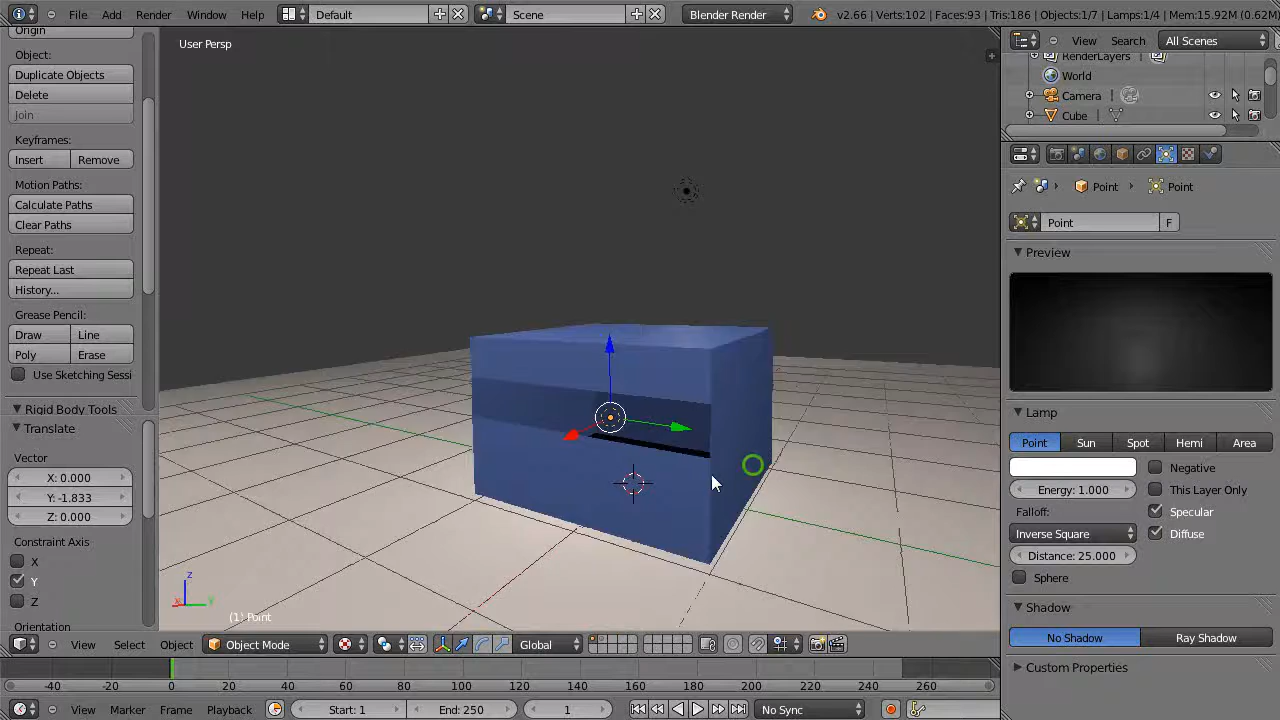 File Add Render Window Help Default Scene Blender Render v2.66 | Verts:102 | Faces:93 | Tris:186 | Objects:1/7 | Lamps:1/4 | Mem:15.92M (0.62M)
Origin
Object:
Duplicate Objects
Delete
Join
Keyframes:
Insert Remove
Motion Paths:
Calculate Paths
Clear Paths
Repeat:
Repeat Last
History...
Grease Pencil:
Draw Line
Poly Erase
Use Sketching Sessi
Rigid Body Tools
Translate
Vector
X: 0.000
Y: -1.833
Z: 0.000
Constraint Axis
X
Y
Z
Orientation
User Persp
z
x y
(1) Point
View Select Object Object Mode Global
-40 -20 0 20 40 60 80 100 120 140 160 180 200 220 240 260
View Marker Frame Playback Start: 1 End: 250 1 No Sync
View Search All Scenes
RenderLayers
World
Camera
Cube
Point Point
Point F
Preview
Lamp
Point Sun Spot Hemi Area
Negative
Energy: 1.000 This Layer Only
Falloff: Specular
Inverse Square Diffuse
Distance: 25.000
Sphere
Shadow
No Shadow Ray Shadow
Custom Properties